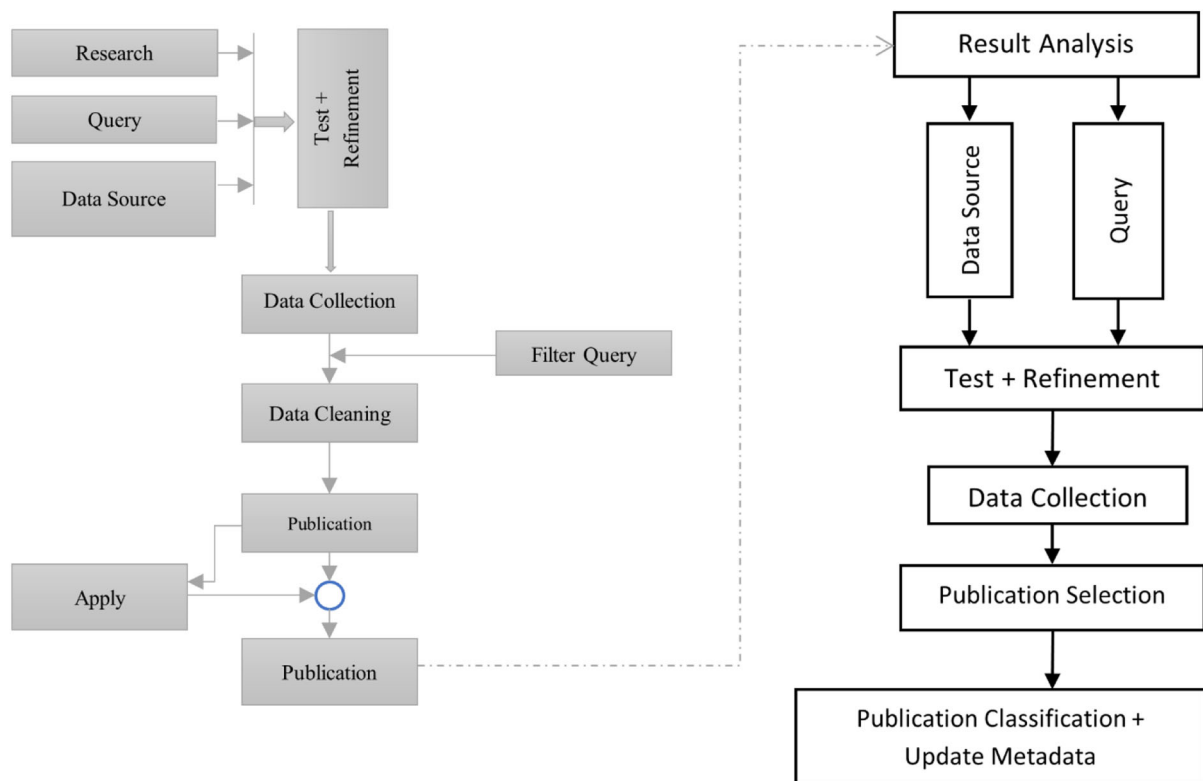 Research
Query
Data Source
Test +
Refinement
Data Collection
Filter Query
Data Cleaning
Publication
Apply
Publication
Result Analysis
Data Source
Query
Test + Refinement
Data Collection
Publication Selection
Publication Classification +
Update Metadata